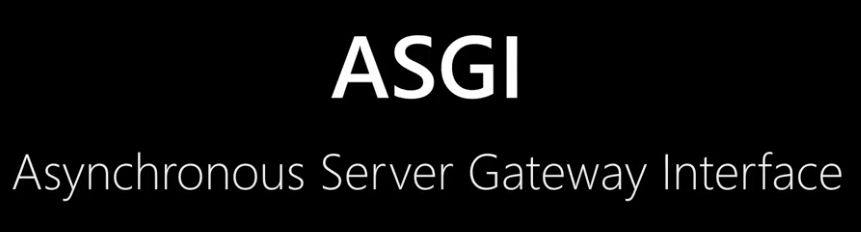 ASGI
Asynchronous Server Gateway Interface